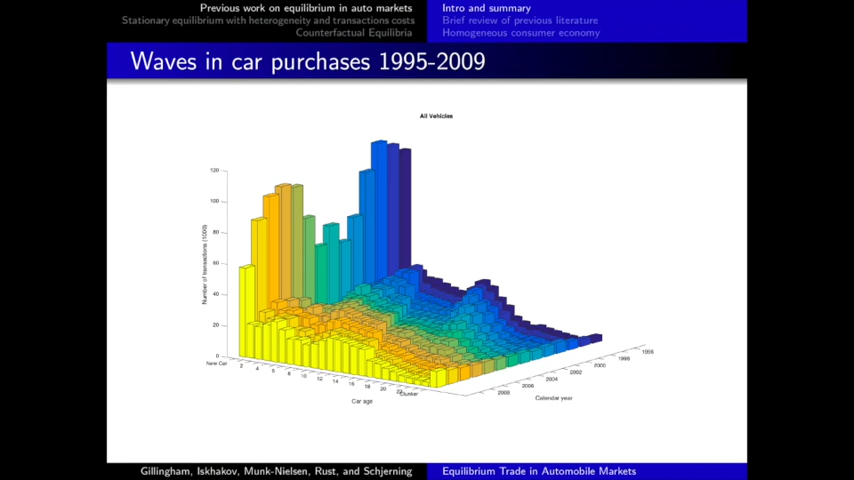 Previous work on equilibrium in auto markets
Stationary equilibrium with heterogeneity and transactions costs
Counterfactual Equilibria
Intro and summary
Brief review of previous literature
Homogeneous consumer economy
Waves in car purchases 1995-2009
All Vehicles
Number of transactions (1000)
120
100
80
60
40
20
0
New Car
2
4
6
8
10
12
14
16
18
20
22
Clunker
Car age
2008
2006
2004
2002
2000
1998
1996
Calendar year
Gillingham, Iskhakov, Munk-Nielsen, Rust, and Schjerning
Equilibrium Trade in Automobile Markets